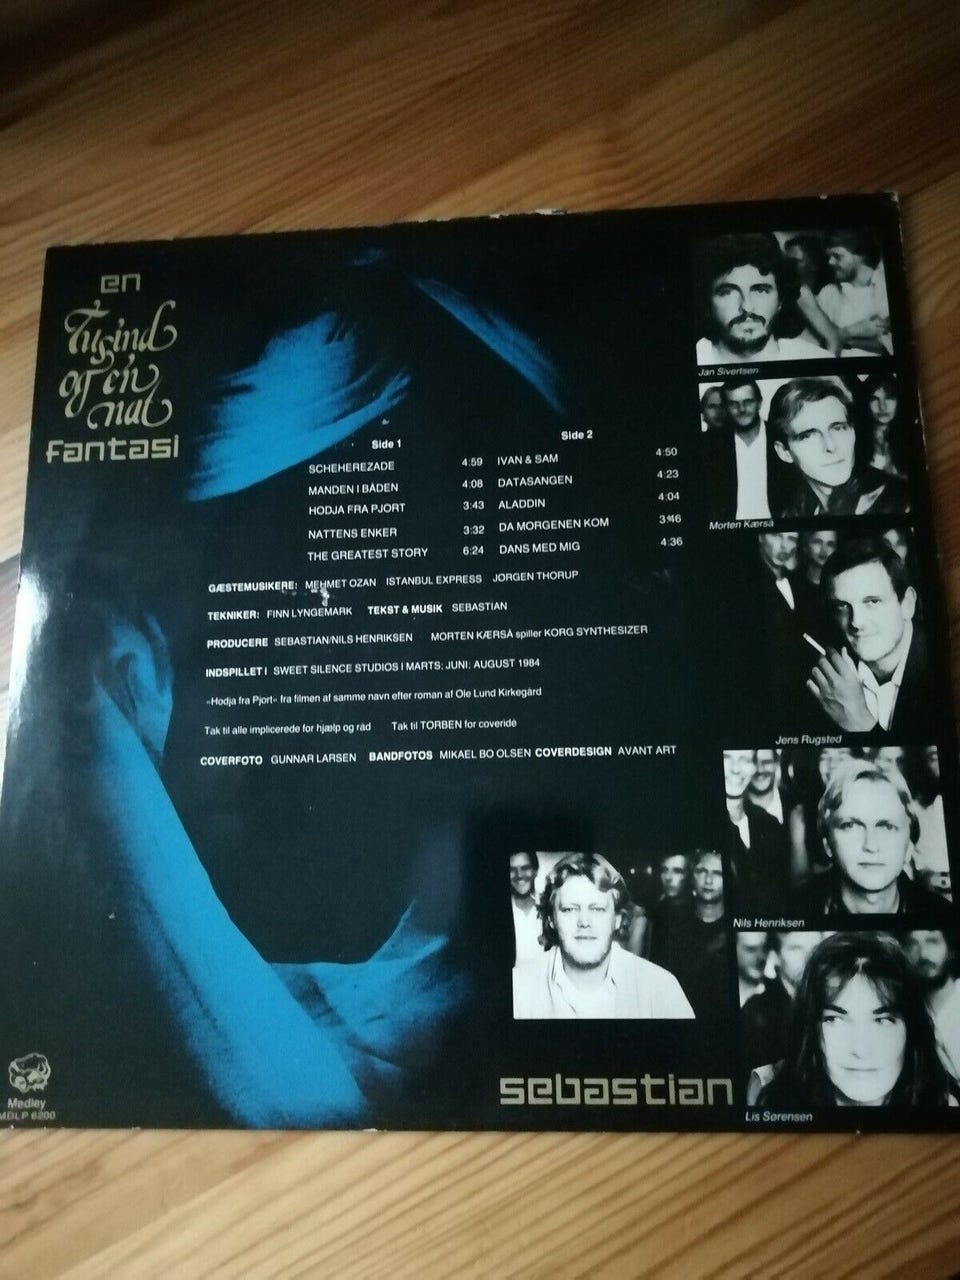 en
Tusind
og én
nat
fantasi
Side 1
SCHEHEREZADE 4:59
MANDEN I BÅDEN 4:08
HODJA FRA PJORT 3:43
NATTENS ENKER 3:32
THE GREATEST STORY 6:24
Side 2
IVAN & SAM 4:50
DATASANGEN 4:23
ALADDIN 4:04
DA MORGENEN KOM 3:46
DANS MED MIG 4:36
GÆSTEMUSIKERE: MEHMET OZAN ISTANBUL EXPRESS JØRGEN THORUP
TEKNIKER: FINN LYNGEMARK TEKST & MUSIK SEBASTIAN
PRODUCERE SEBASTIAN/NILS HENRIKSEN MORTEN KÆRSÅ spiller KORG SYNTHESIZER
INDSPILLET I SWEET SILENCE STUDIOS I MARTS; JUNI; AUGUST 1984
»Hodja fra Pjort« fra filmen af samme navn efter roman af Ole Lund Kirkegård
Tak til alle implicerede for hjælp og råd Tak til TORBEN for coveridé
COVERFOTO GUNNAR LARSEN BANDFOTOS MIKAEL BO OLSEN COVERDESIGN AVANT ART
Jan Sivertsen
Morten Kærså
Jens Rugsted
Nils Henriksen
Lis Sørensen
sebastian
Medley
MDLP 6200